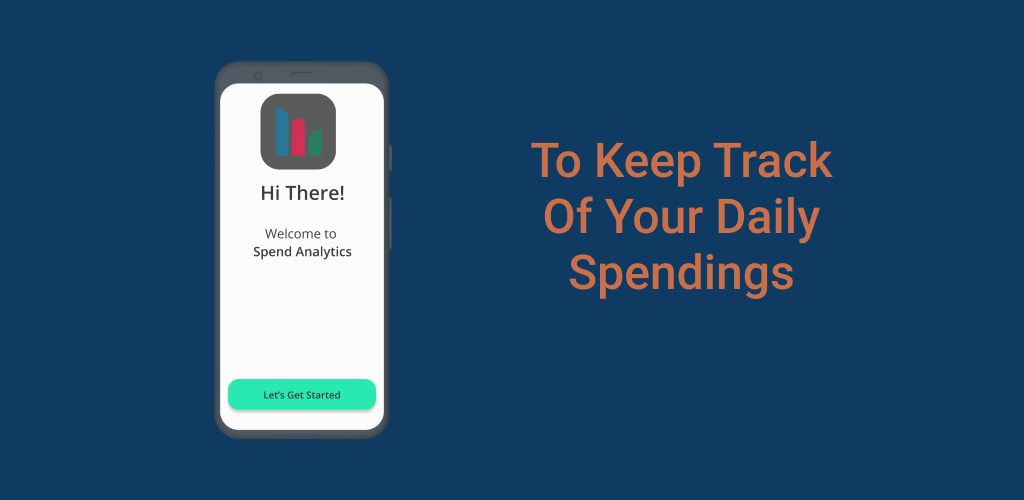 Hi There!
Welcome to
Spend Analytics
Let's Get Started
To Keep Track
Of Your Daily
Spendings